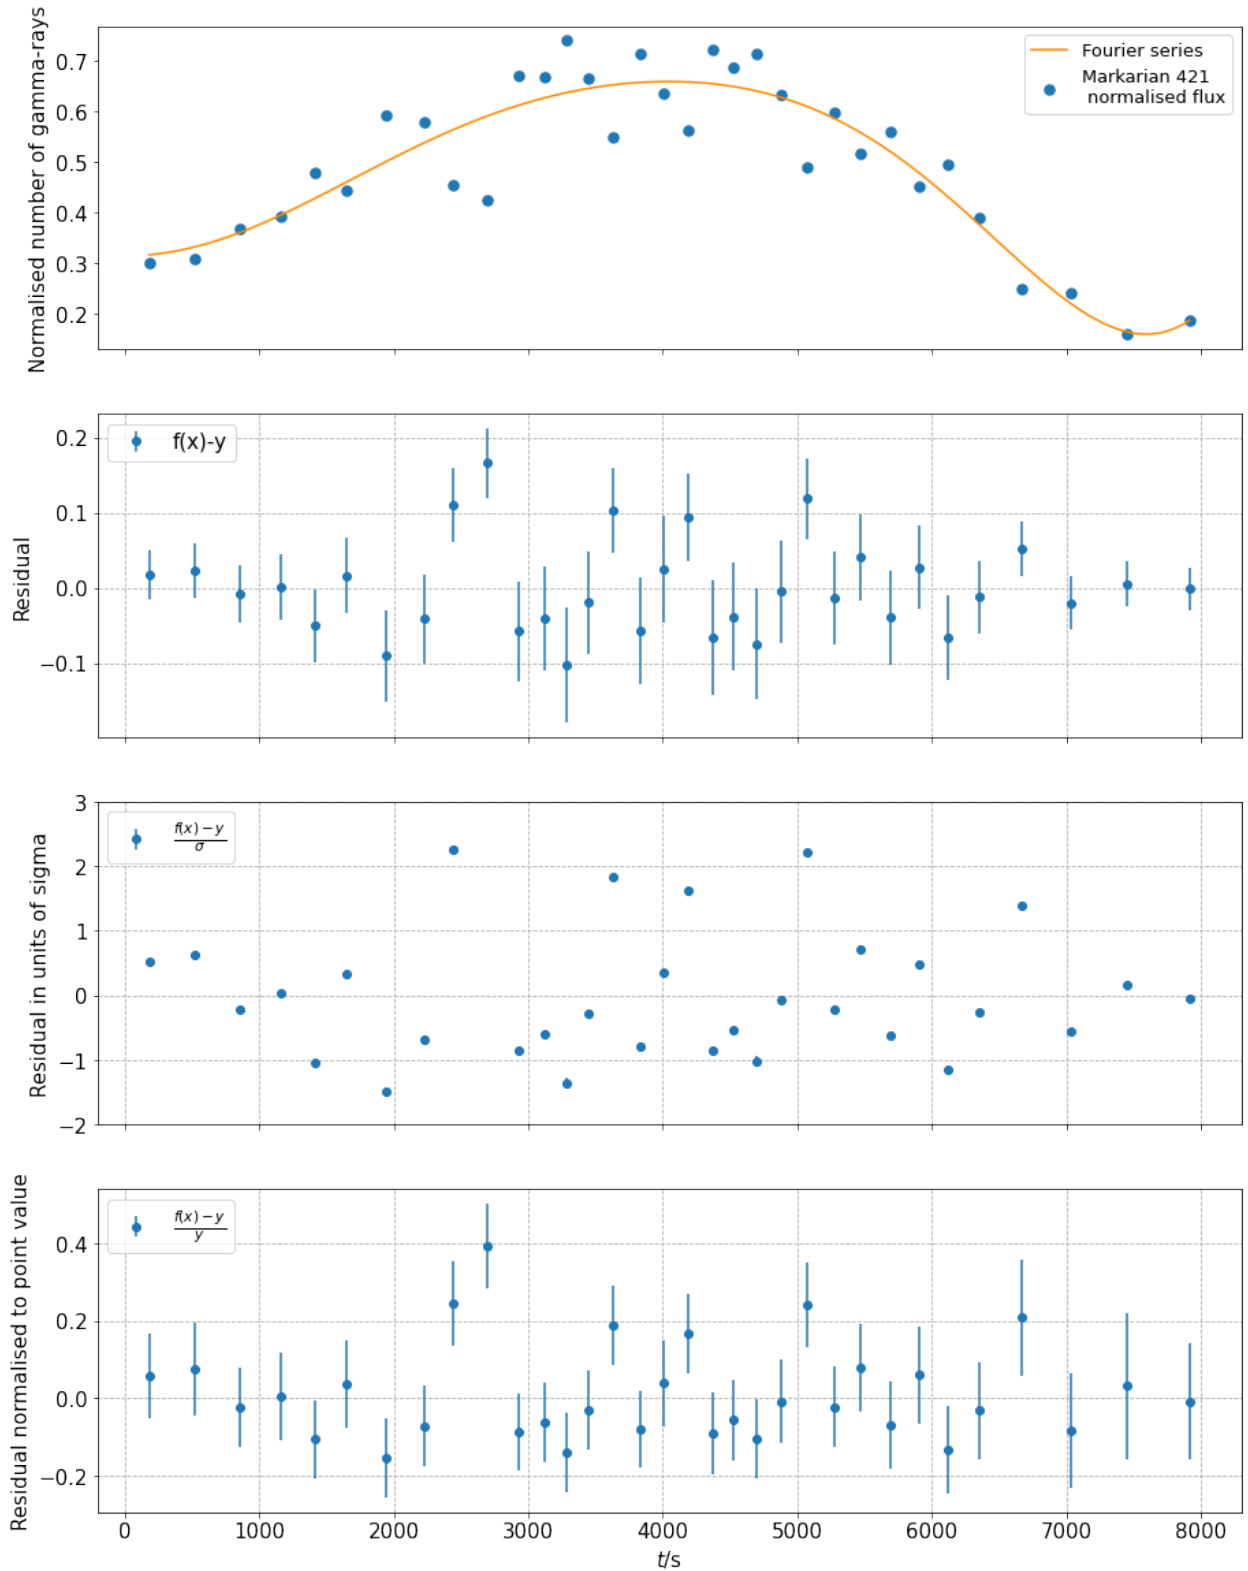 Normalised number of gamma-rays
0.7
0.6
0.5
0.4
0.3
0.2
Fourier series
Markarian 421
normalised flux
Residual
0.2
0.1
0.0
−0.1
f(x)-y
Residual in units of sigma
3
2
1
0
−1
−2
f(x) − y
σ
Residual normalised to point value
0.4
0.2
0.0
−0.2
f(x) − y
y
0 1000 2000 3000 4000 5000 6000 7000 8000
t/s